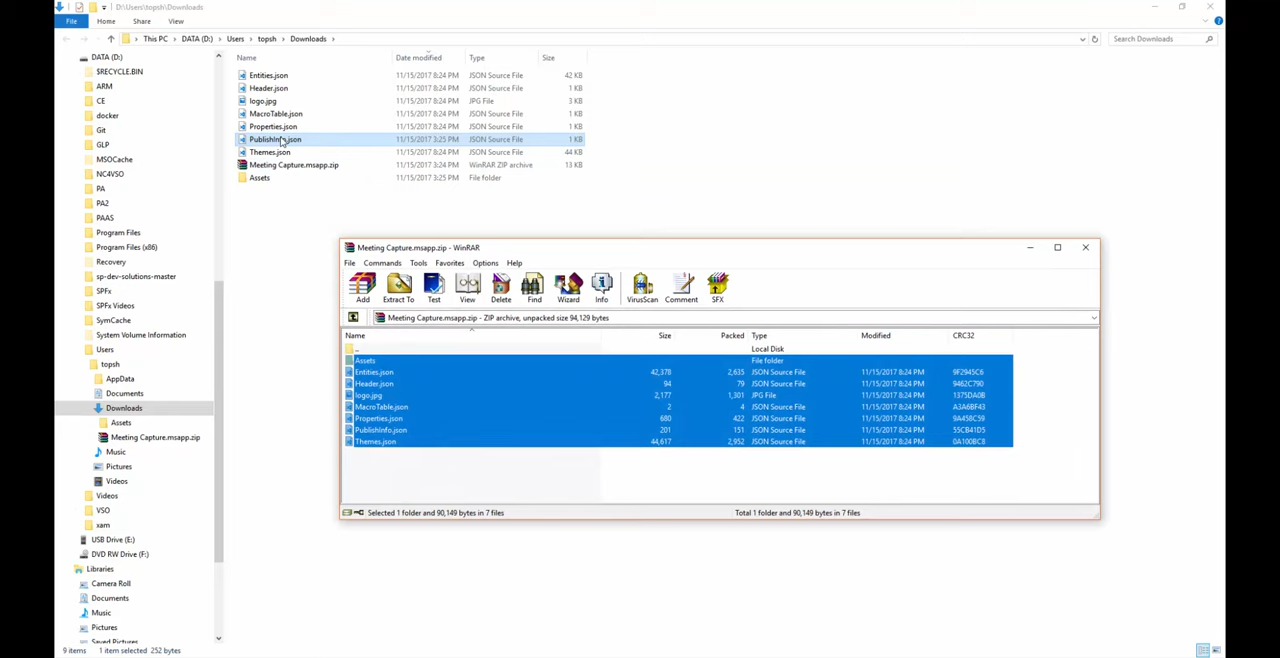 D:\Users\topsh\Downloads
File Home Share View
This PC DATA (D:) Users topsh Downloads Search Downloads
Name Date modified Type Size
Entities.json 11/15/2017 8:24 PM JSON Source File 42 KB
Header.json 11/15/2017 8:24 PM JSON Source File 1 KB
logo.jpg 11/15/2017 8:24 PM JPG File 3 KB
MacroTable.json 11/15/2017 8:24 PM JSON Source File 1 KB
Properties.json 11/15/2017 8:24 PM JSON Source File 1 KB
PublishInfo.json 11/15/2017 3:25 PM JSON Source File 1 KB
Themes.json 11/15/2017 8:24 PM JSON Source File 44 KB
Meeting Capture.msapp.zip 11/15/2017 3:24 PM WinRAR ZIP archive 13 KB
Assets 11/15/2017 3:25 PM File folder
DATA (D:)
$RECYCLE.BIN
ARM
CE
docker
Git
GLP
MSOCache
NC4VSO
PA
PA2
PAAS
Program Files
Program Files (x86)
Recovery
sp-dev-solutions-master
SPFx
SPFx Videos
SymCache
System Volume Information
Users
topsh
AppData
Documents
Downloads
Assets
Meeting Capture.msapp.zip
Music
Pictures
Videos
Videos
VSO
xam
USB Drive (E:)
DVD RW Drive (F:)
Libraries
Camera Roll
Documents
Music
Pictures
Saved Pictures
9 items 1 item selected 252 bytes
Meeting Capture.msapp.zip - WinRAR
File Commands Tools Favorites Options Help
Add Extract To Test View Delete Find Wizard Info VirusScan Comment SFX
Meeting Capture.msapp.zip - ZIP archive, unpacked size 94,129 bytes
Name Size Packed Type Modified CRC32
.. Local Disk
Assets File folder
Entities.json 42,378 2,635 JSON Source File 11/15/2017 8:24 PM 9F2945C6
Header.json 94 79 JSON Source File 11/15/2017 8:24 PM 9462C790
logo.jpg 2,177 1,301 JPG File 11/15/2017 8:24 PM 1375DA0B
MacroTable.json 2 4 JSON Source File 11/15/2017 8:24 PM A3A6BF43
Properties.json 680 422 JSON Source File 11/15/2017 8:24 PM 9A458C59
PublishInfo.json 201 151 JSON Source File 11/15/2017 8:24 PM 55CB41D5
Themes.json 44,617 2,952 JSON Source File 11/15/2017 8:24 PM 0A100BC8
Selected 1 folder and 90,149 bytes in 7 files Total 1 folder and 90,149 bytes in 7 files